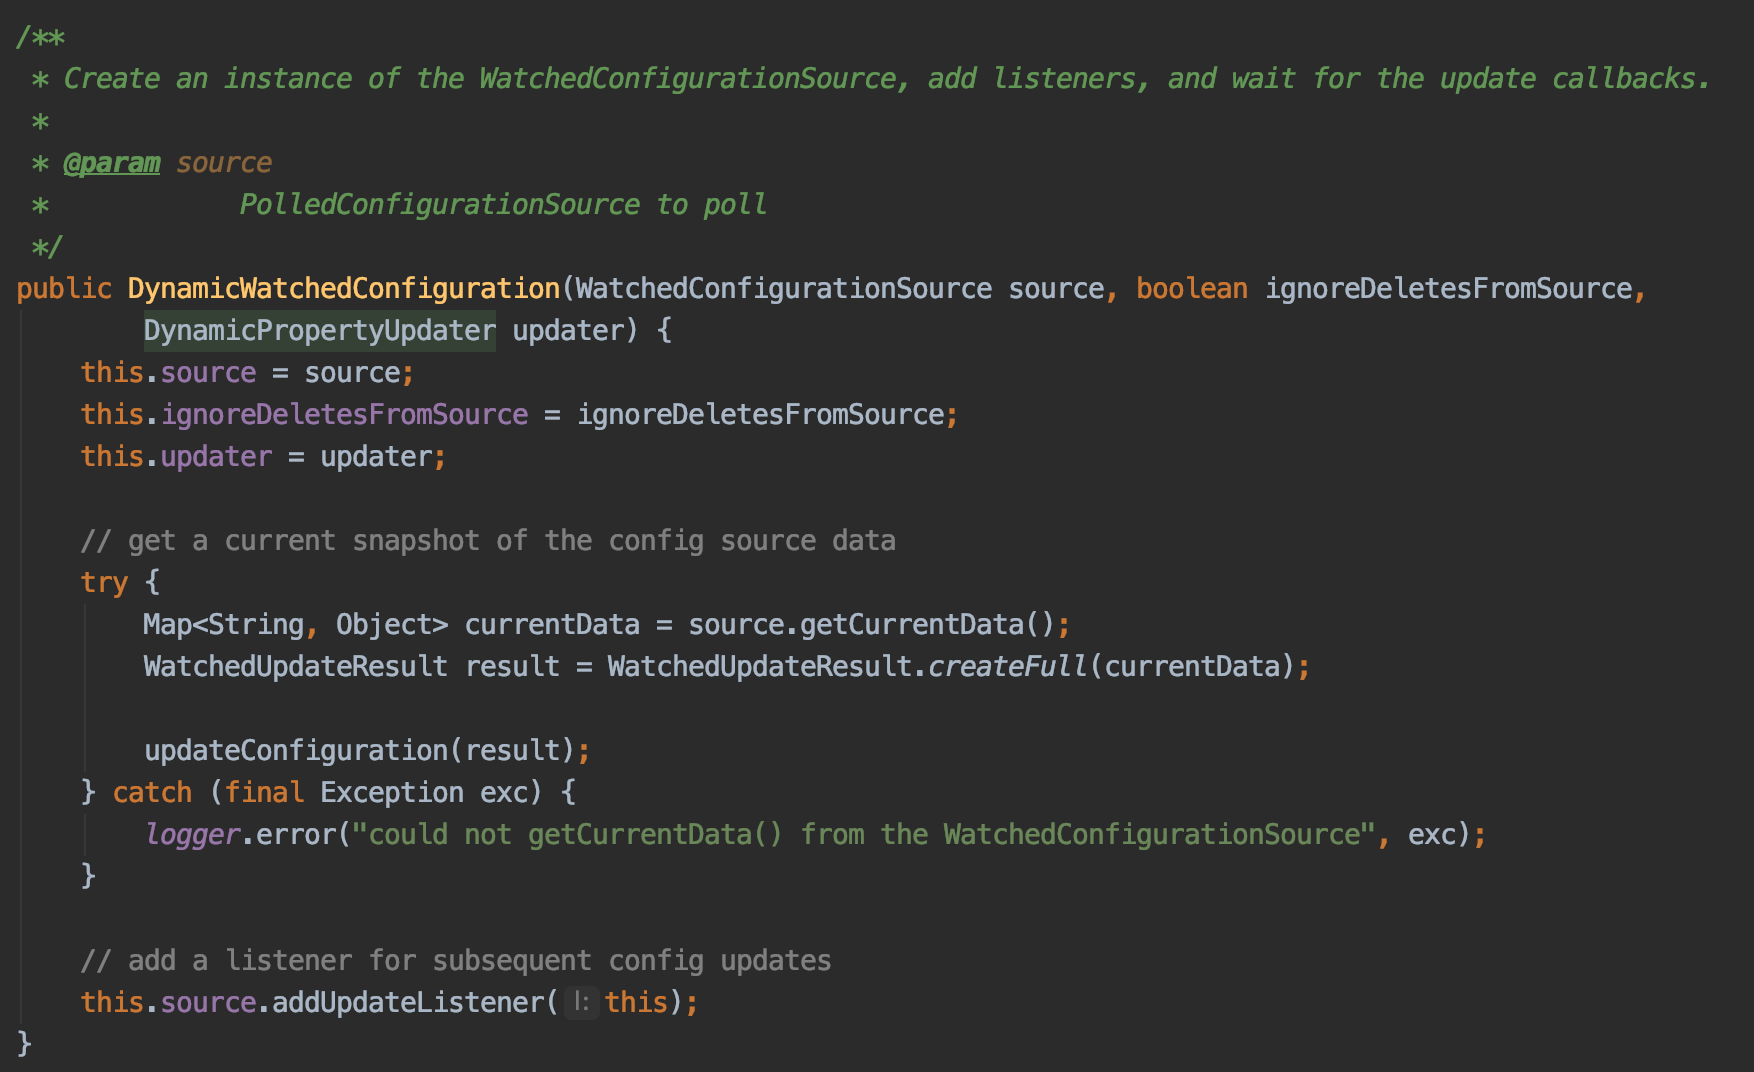 /**
 * Create an instance of the WatchedConfigurationSource, add listeners, and wait for the update callbacks.
 *
 * @param source
 *            PolledConfigurationSource to poll
 */
public DynamicWatchedConfiguration(WatchedConfigurationSource source, boolean ignoreDeletesFromSource,
        DynamicPropertyUpdater updater) {
    this.source = source;
    this.ignoreDeletesFromSource = ignoreDeletesFromSource;
    this.updater = updater;

    // get a current snapshot of the config source data
    try {
        Map<String, Object> currentData = source.getCurrentData();
        WatchedUpdateResult result = WatchedUpdateResult.createFull(currentData);

        updateConfiguration(result);
    } catch (final Exception exc) {
        logger.error("could not getCurrentData() from the WatchedConfigurationSource", exc);
    }

    // add a listener for subsequent config updates
    this.source.addUpdateListener( l: this);
}